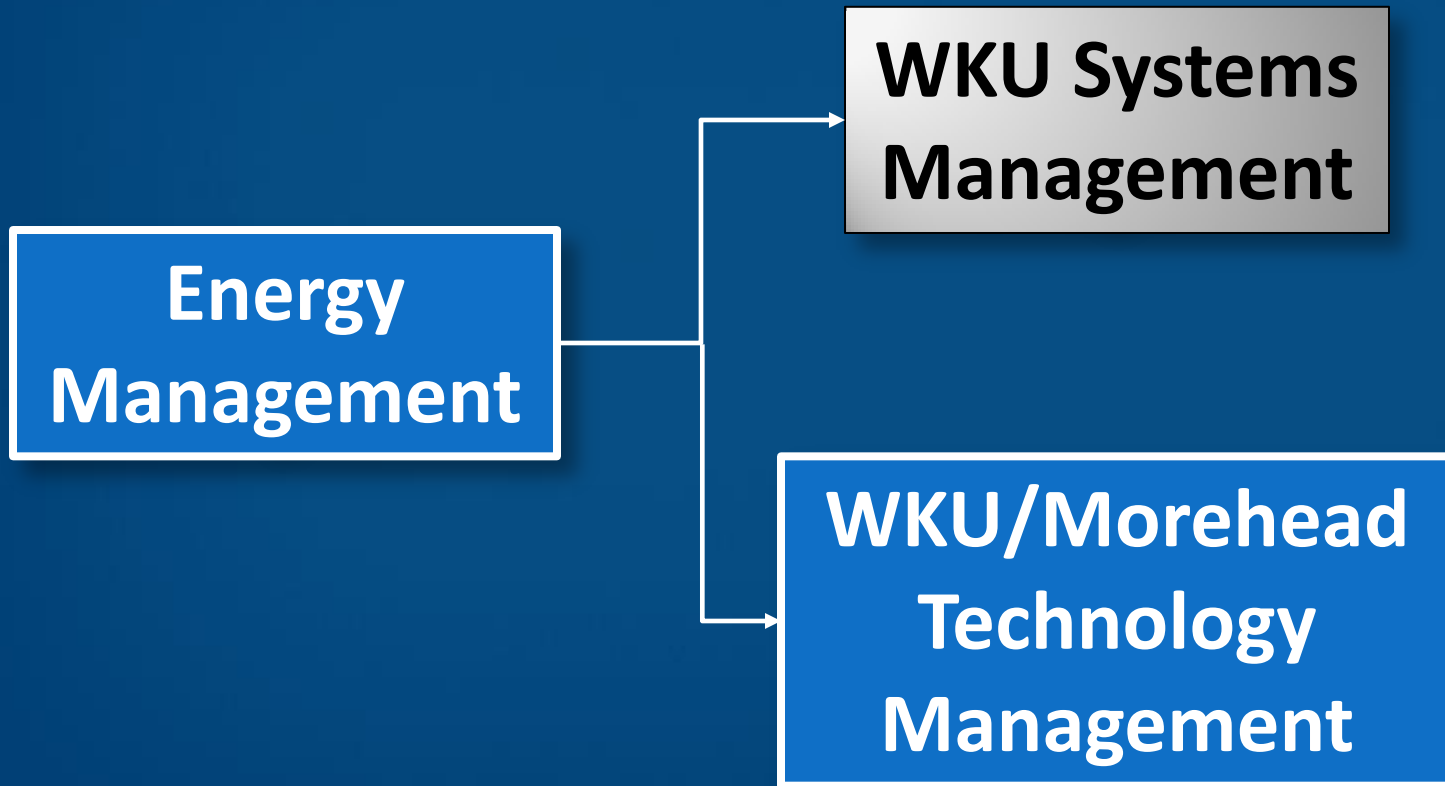 WKU Systems
Management
Energy
Management
WKU/Morehead
Technology
Management